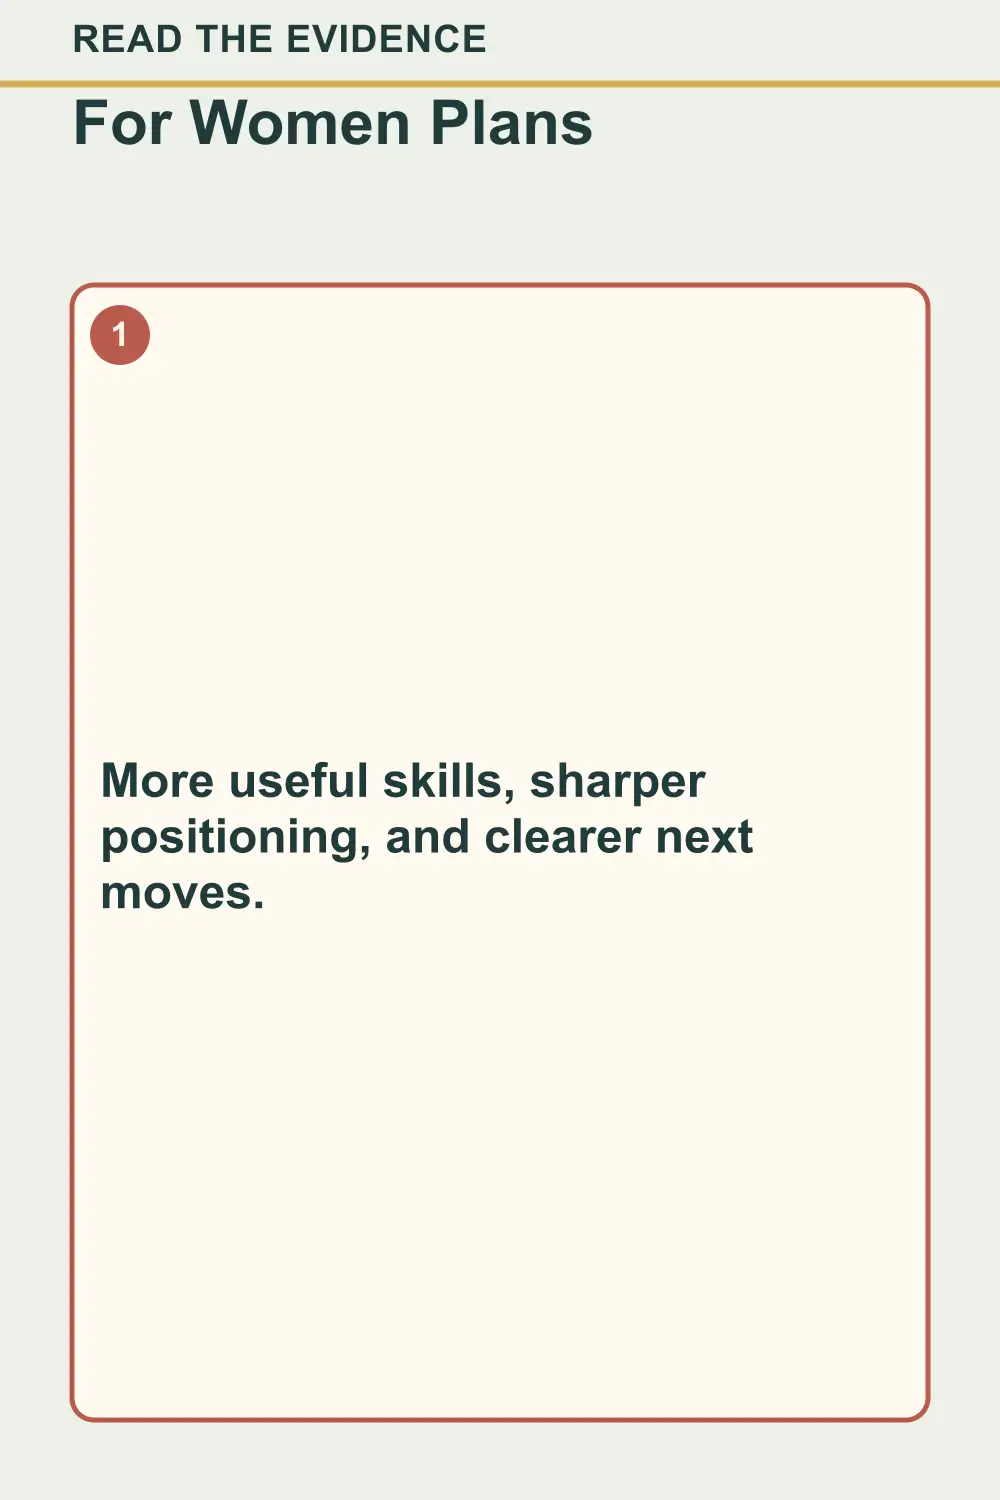 READ THE EVIDENCE
For Women Plans
1
More useful skills, sharper
positioning, and clearer next
moves.